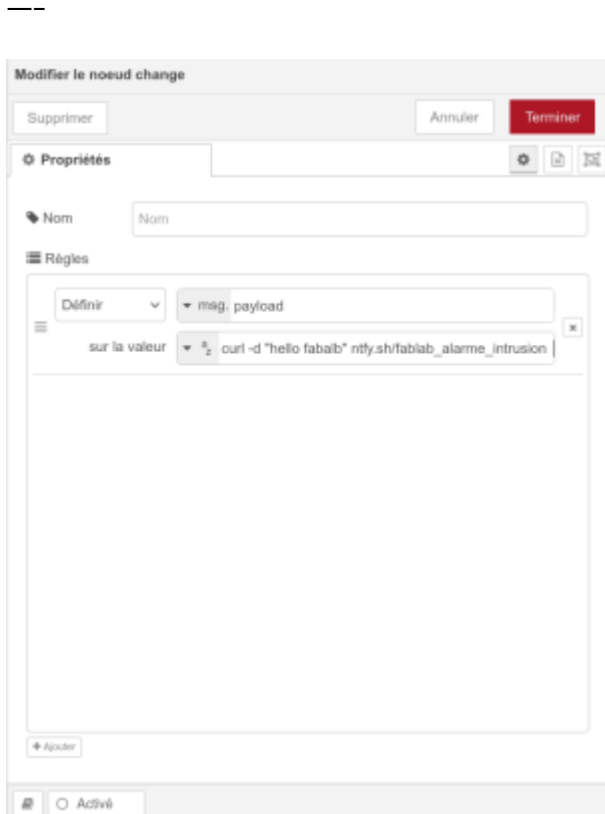 Modifier le noeud change
Supprimer
Annuler
Terminer
Propriétés
Nom
Nom
Règles
Définir
msg. payload
sur la valeur
a z curl -d "hello fabalb" ntfy.sh/fablab_alarme_intrusion
Ajouter
Activé